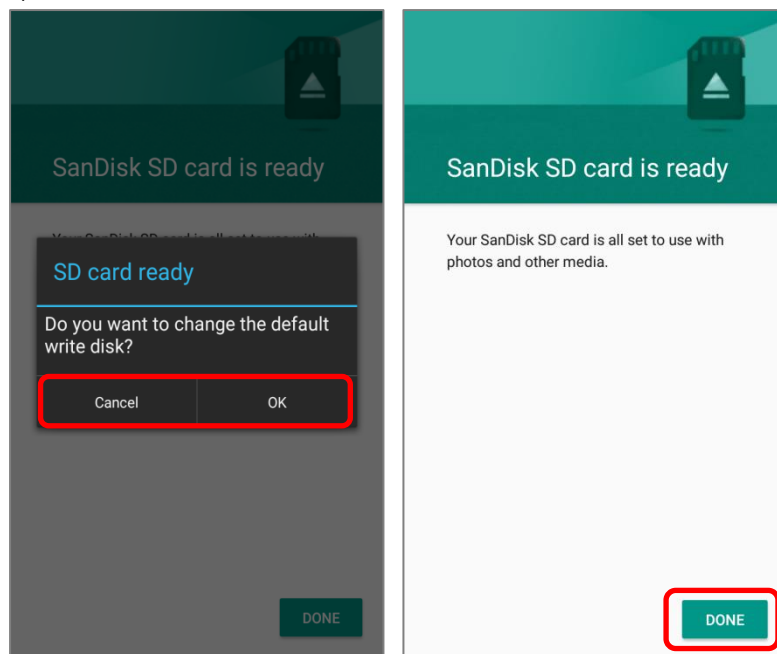 SanDisk SD card is ready
SD card ready
Do you want to change the default
write disk?
Cancel
OK
DONE
SanDisk SD card is ready
Your SanDisk SD card is all set to use with
photos and other media.
DONE